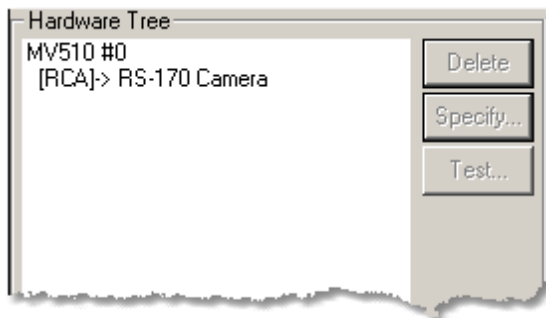 Hardware Tree
MV510 #0
[RCA]-> RS-170 Camera
Delete
Specify...
Test...